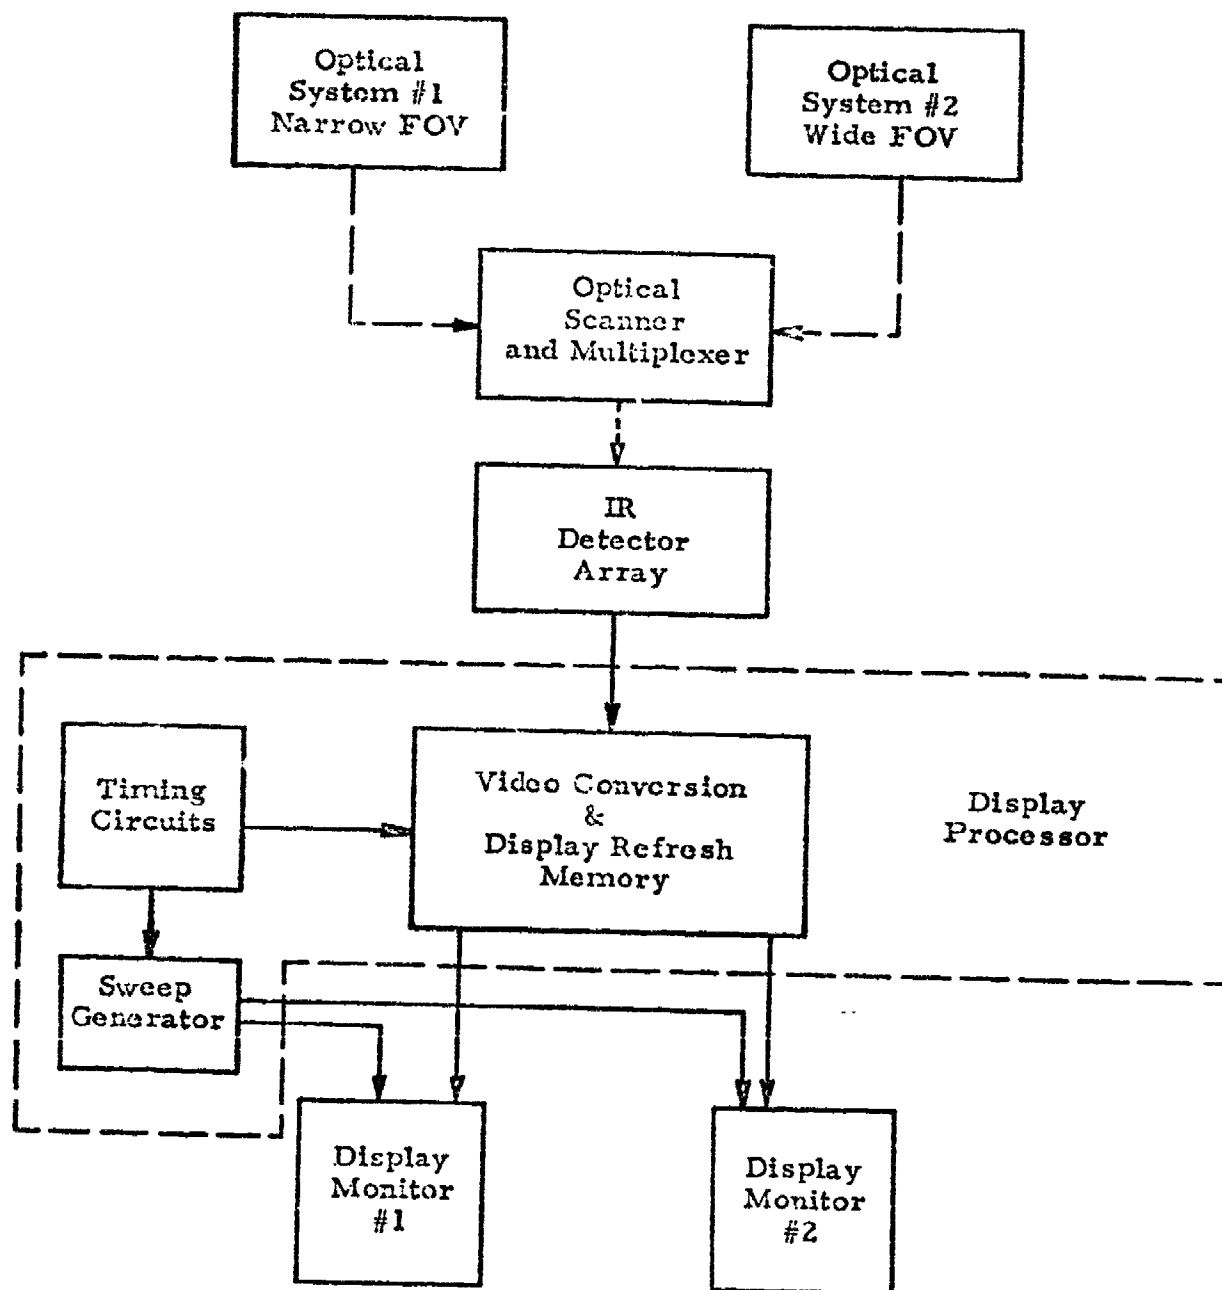 Optical
System #1
Narrow FOV
Optical
System #2
Wide FOV
Optical
Scanner
and Multiplexer
IR
Detector
Array
Timing
Circuits
Video Conversion
&
Display Refresh
Memory
Display
Processor
Sweep
Generator
Display
Monitor
#1
Display
Monitor
#2